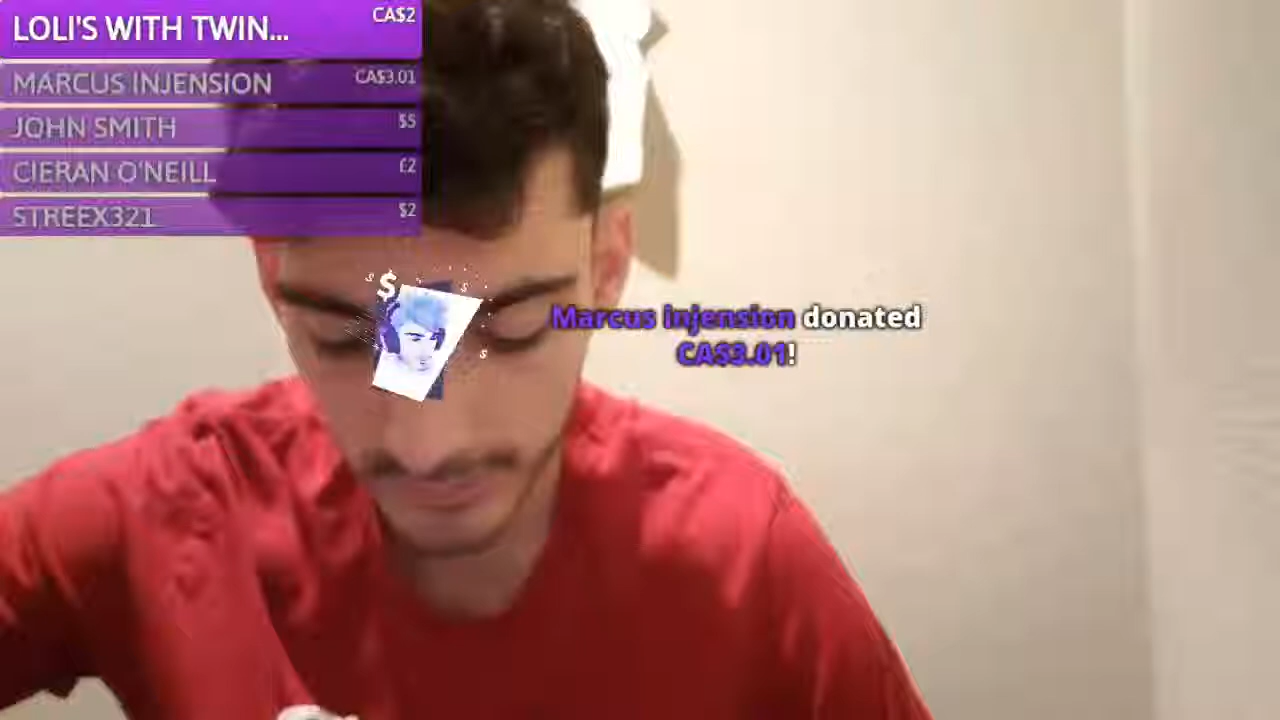 LOLI'S WITH TWIN...
CA$2
MARCUS INJENSION
CA$3.01
JOHN SMITH
$5
CIERAN O'NEILL
£2
STREEX321
$2
Marcus injension donated
CA$3.01!